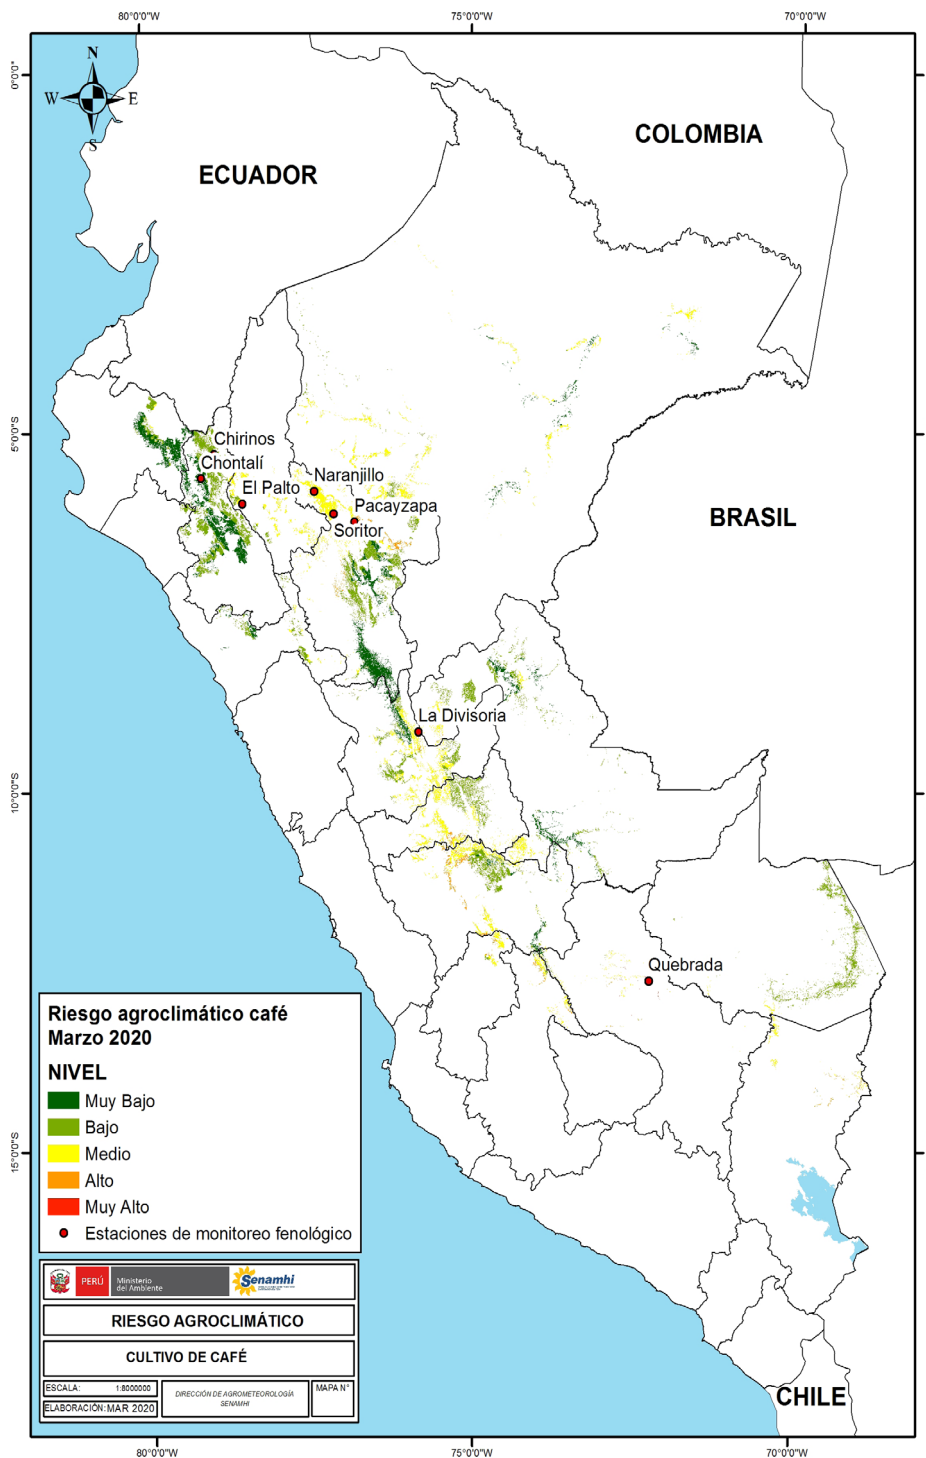 80°0'0"W
75°0'0"W
70°0'0"W
0°0'0"
N
W
E
S
COLOMBIA
ECUADOR
5°0'0"S
Chirinos
Chontalí
El Palto
Naranjillo
Pacayzapa
Soritor
BRASIL
La Divisoria
10°0'0"S
Quebrada
Riesgo agroclimático café
Marzo 2020
NIVEL
Muy Bajo
Bajo
Medio
Alto
Muy Alto
Estaciones de monitoreo fenológico
15°0'0"S
PERÚ
Ministerio
del Ambiente
Senamhi
RIESGO AGROCLIMÁTICO
CULTIVO DE CAFÉ
ESCALA: 1:8000000
ELABORACIÓN: MAR 2020
DIRECCIÓN DE AGROMETEOROLOGÍA
SENAMHI
MAPA N°
CHILE
80°0'0"W
75°0'0"W
70°0'0"W